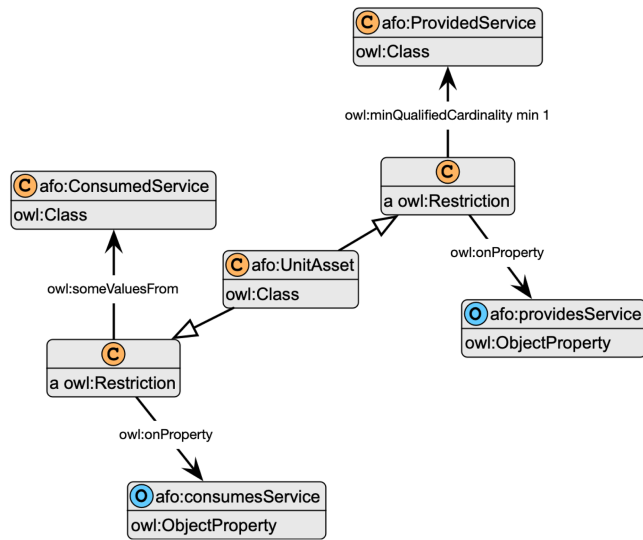 C afo:ProvidedService
owl:Class
owl:minQualifiedCardinality min 1
C
a owl:Restriction
C afo:ConsumedService
owl:Class
owl:someValuesFrom
C afo:UnitAsset
owl:Class
owl:onProperty
O afo:providesService
owl:ObjectProperty
C
a owl:Restriction
owl:onProperty
O afo:consumesService
owl:ObjectProperty